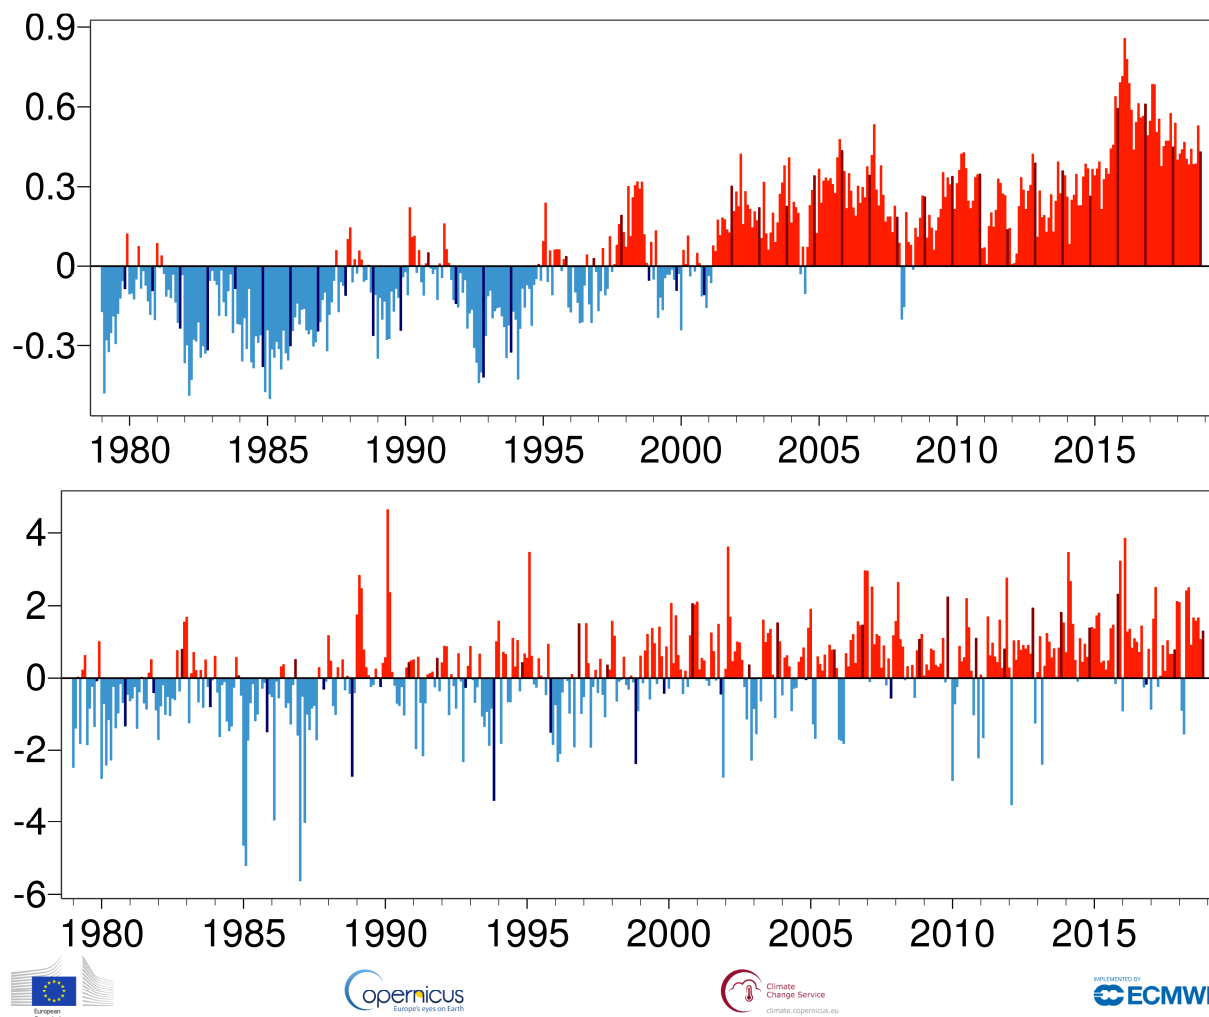 0.9
0.6
0.3
0
-0.3
1980 1985 1990 1995 2000 2005 2010 2015
4
2
0
-2
-4
-6
1980 1985 1990 1995 2000 2005 2010 2015
European
opernicus
Europe's eyes on Earth
Climate
Change Service
climate.copernicus.eu
IMPLEMENTED BY
ECMWF